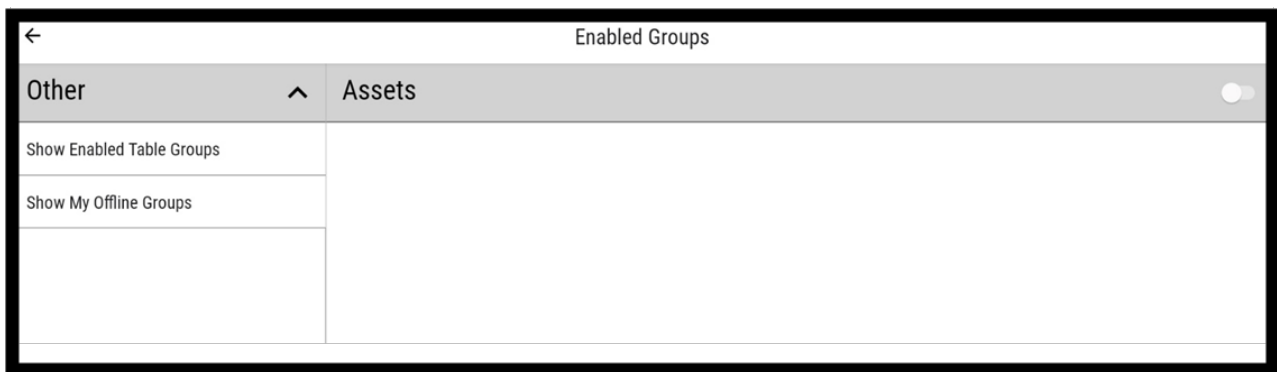 Enabled Groups
Other
Assets
Show Enabled Table Groups
Show My Offline Groups